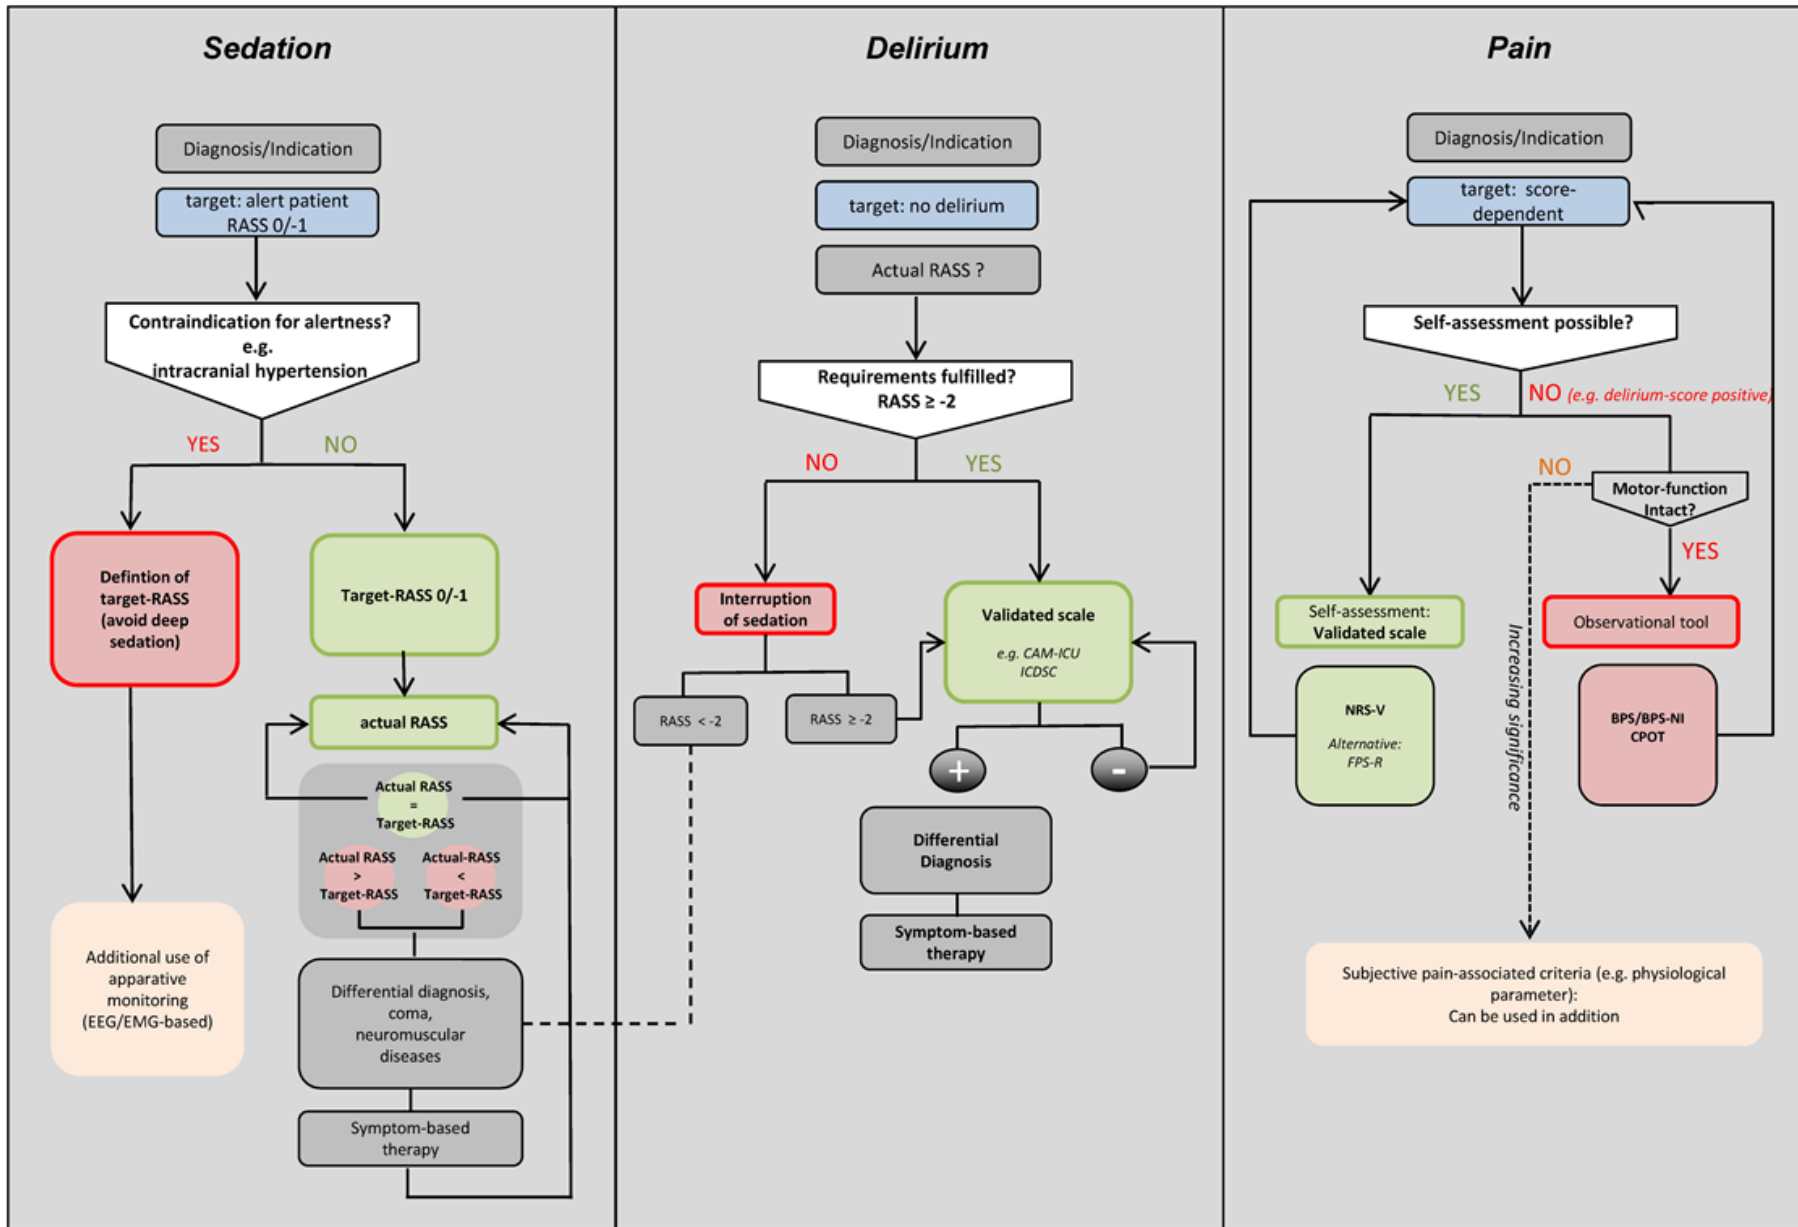 Sedation
Diagnosis/Indication
target: alert patient
RASS 0/-1
Contraindication for alertness?
e.g.
intracranial hypertension
YES
NO
Defintion of
target-RASS
(avoid deep
sedation)
Target-RASS 0/-1
actual RASS
Actual RASS
=
Target-RASS
Actual RASS
>
Target-RASS
Actual-RASS
<
Target-RASS
Additional use of
apparative
monitoring
(EEG/EMG-based)
Differential diagnosis,
coma,
neuromuscular
diseases
Symptom-based
therapy
Delirium
Diagnosis/Indication
target: no delirium
Actual RASS ?
Requirements fulfilled?
RASS ≥ -2
NO
YES
Interruption
of sedation
Validated scale
e.g. CAM-ICU
ICDSC
RASS < -2
RASS ≥ -2
+
-
Differential
Diagnosis
Symptom-based
therapy
Pain
Diagnosis/Indication
target: score-
dependent
Self-assessment possible?
YES
NO (e.g. delirium-score positive)
NO
Motor-function
Intact?
YES
Self-assessment:
Validated scale
Observational tool
NRS-V
Alternative:
FPS-R
Increasing significance
BPS/BPS-NI
CPOT
Subjective pain-associated criteria (e.g. physiological
parameter):
Can be used in addition